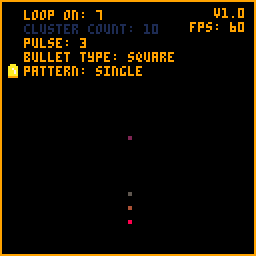 LOOP ON: 7
V1.0
CLUSTER COUNT: 10
FPS: 60
PULSE: 3
BULLET TYPE: SQUARE
PATTERN: SINGLE